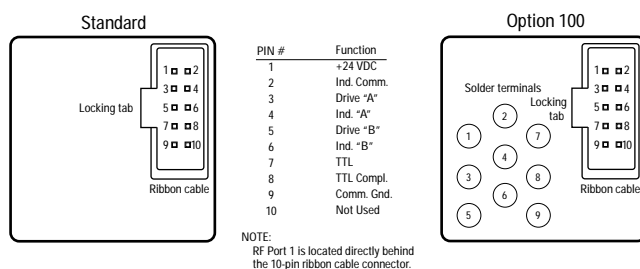 Standard
1 2
3 4
5 6
7 8
9 10
Locking tab
Ribbon cable
PIN # Function
1 +24 VDC
2 Ind. Comm.
3 Drive “A”
4 Ind. “A”
5 Drive “B”
6 Ind. “B”
7 TTL
8 TTL Compl.
9 Comm. Gnd.
10 Not Used
NOTE:
RF Port 1 is located directly behind
the 10-pin ribbon cable connector.
Option 100
Solder terminals
Locking
tab
1 2
3 4
5 6
7 8
9 10
Ribbon cable
2
1 7
4
3 8
6
5 9